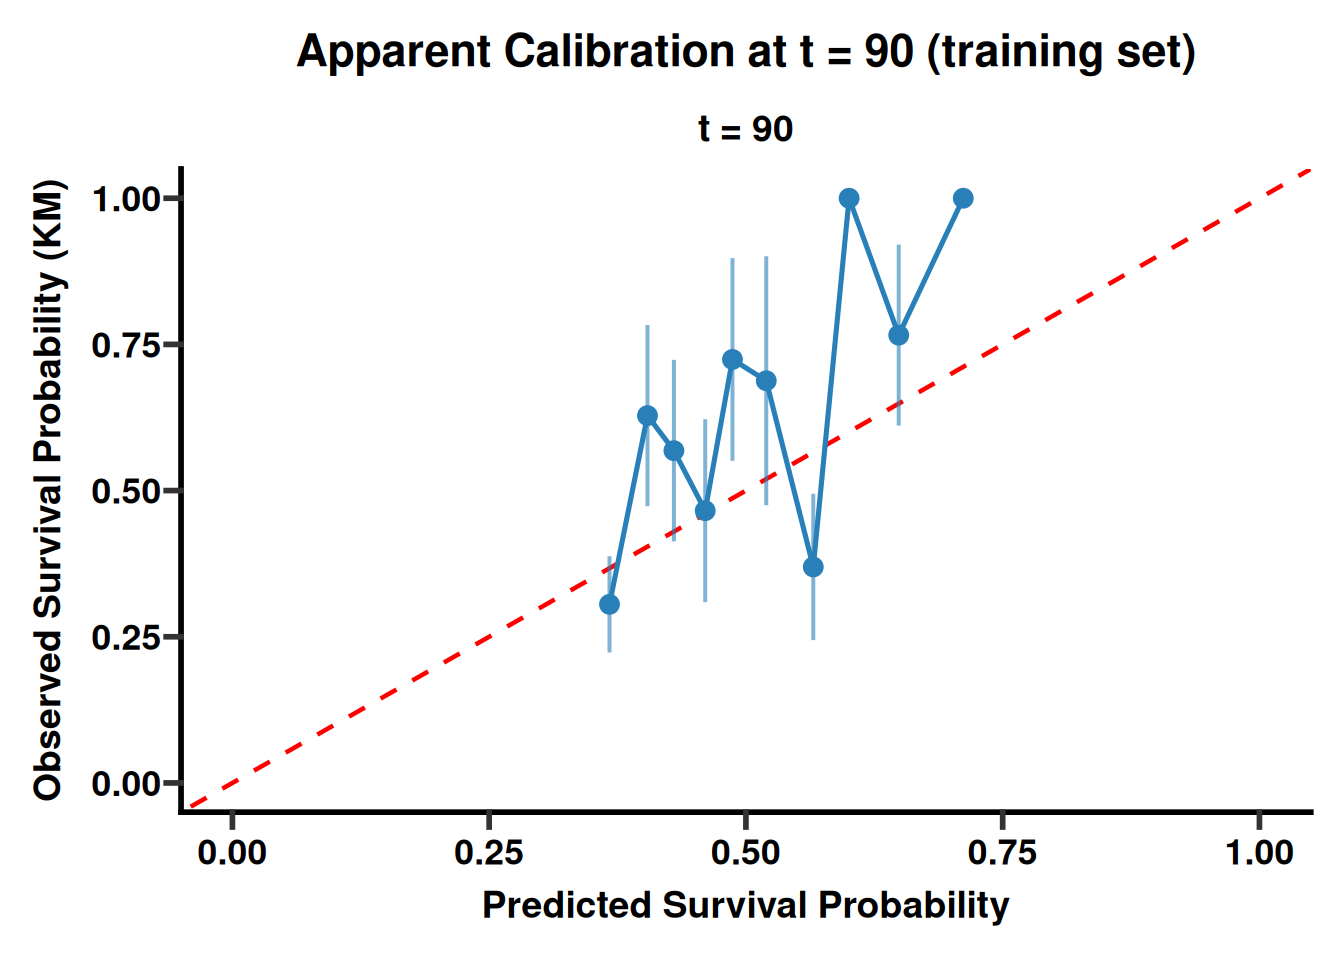 Apparent Calibration at t = 90 (training set)
t = 90
Observed Survival Probability (KM)
1.00
0.75
0.50
0.25
0.00
0.00 0.25 0.50 0.75 1.00
Predicted Survival Probability